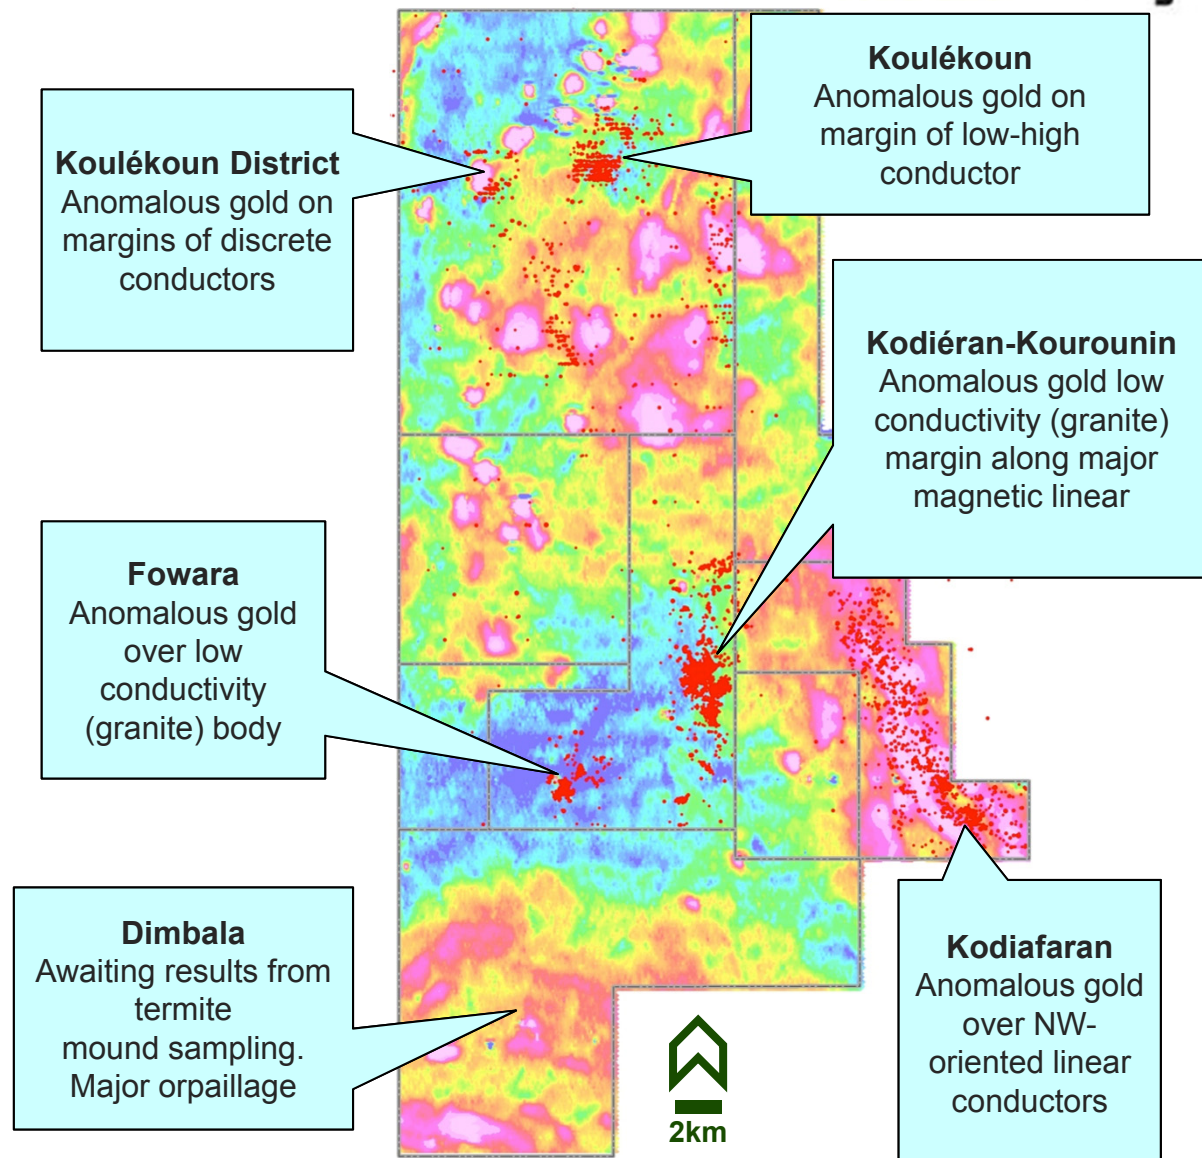 Koulékoun
Anomalous gold on
margin of low-high
conductor
Koulékoun District
Anomalous gold on
margins of discrete
conductors
Kodiéran-Kourounin
Anomalous gold low
conductivity (granite)
margin along major
magnetic linear
Fowara
Anomalous gold
over low
conductivity
(granite) body
Dimbala
Awaiting results from
termite
mound sampling.
Major orpaillage
Kodiafaran
Anomalous gold
over NW-
oriented linear
conductors
2km